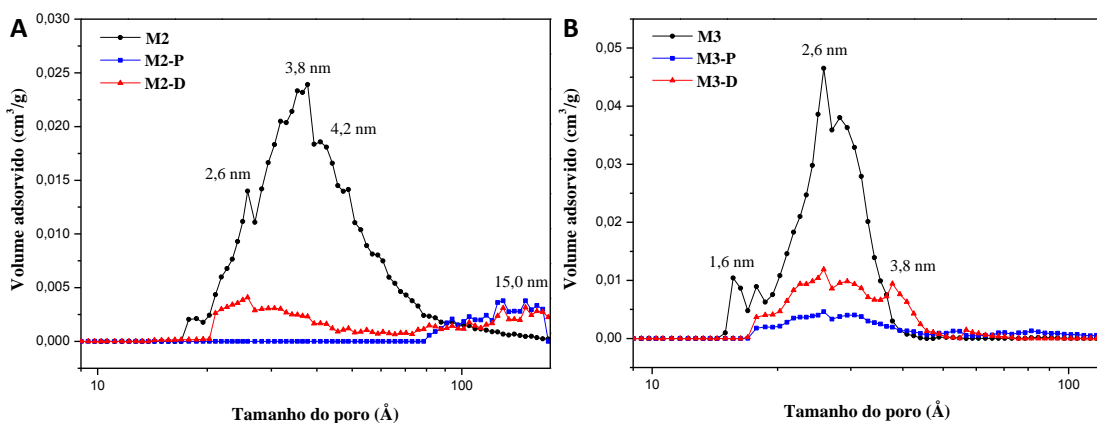 A
0,030
0,025
0,020
0,015
0,010
0,005
0,000
Volume adsorvido (cm³/g)
M2
M2-P
M2-D
2,6 nm
3,8 nm
4,2 nm
15,0 nm
10
100
Tamanho do poro (Å)
B
0,05
0,04
0,03
0,02
0,01
0,00
Volume adsorvido (cm³/g)
M3
M3-P
M3-D
1,6 nm
2,6 nm
3,8 nm
10
100
Tamanho do poro (Å)